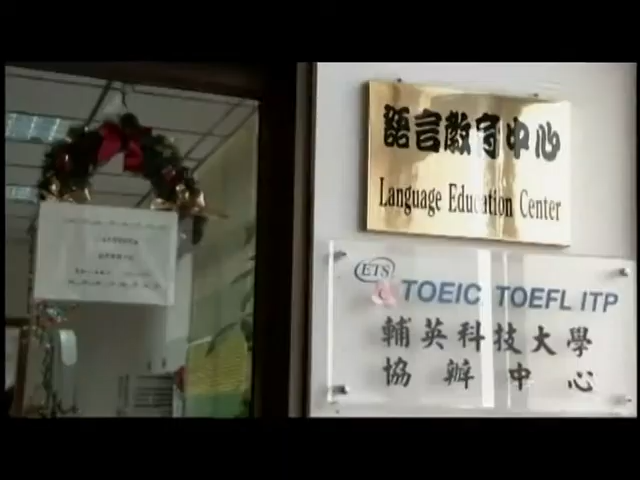 語言教育中心
Language Education Center
ETS
TOEIC TOEFL ITP
輔英科技大學
協辦中心